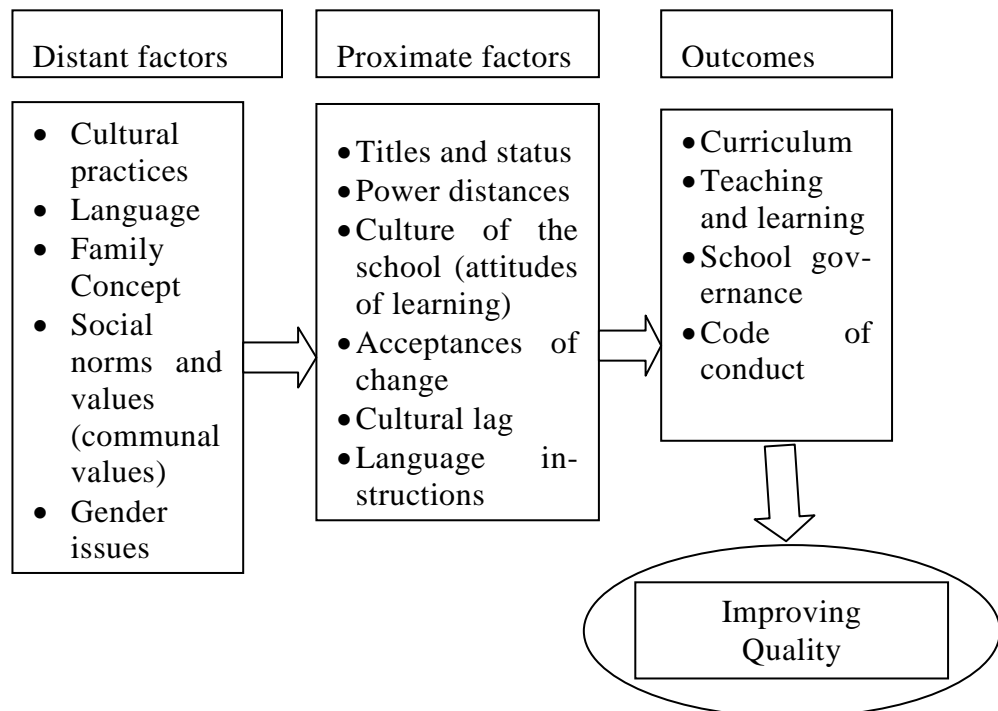 Distant factors
Proximate factors
Outcomes
• Cultural
practices
• Language
• Family
Concept
• Social
norms and
values
(communal
values)
• Gender
issues
• Titles and status
• Power distances
• Culture of the
school (attitudes
of learning)
• Acceptances of
change
• Cultural lag
• Language in-
structions
• Curriculum
• Teaching
and learning
• School gov-
ernance
• Code of
conduct
Improving
Quality